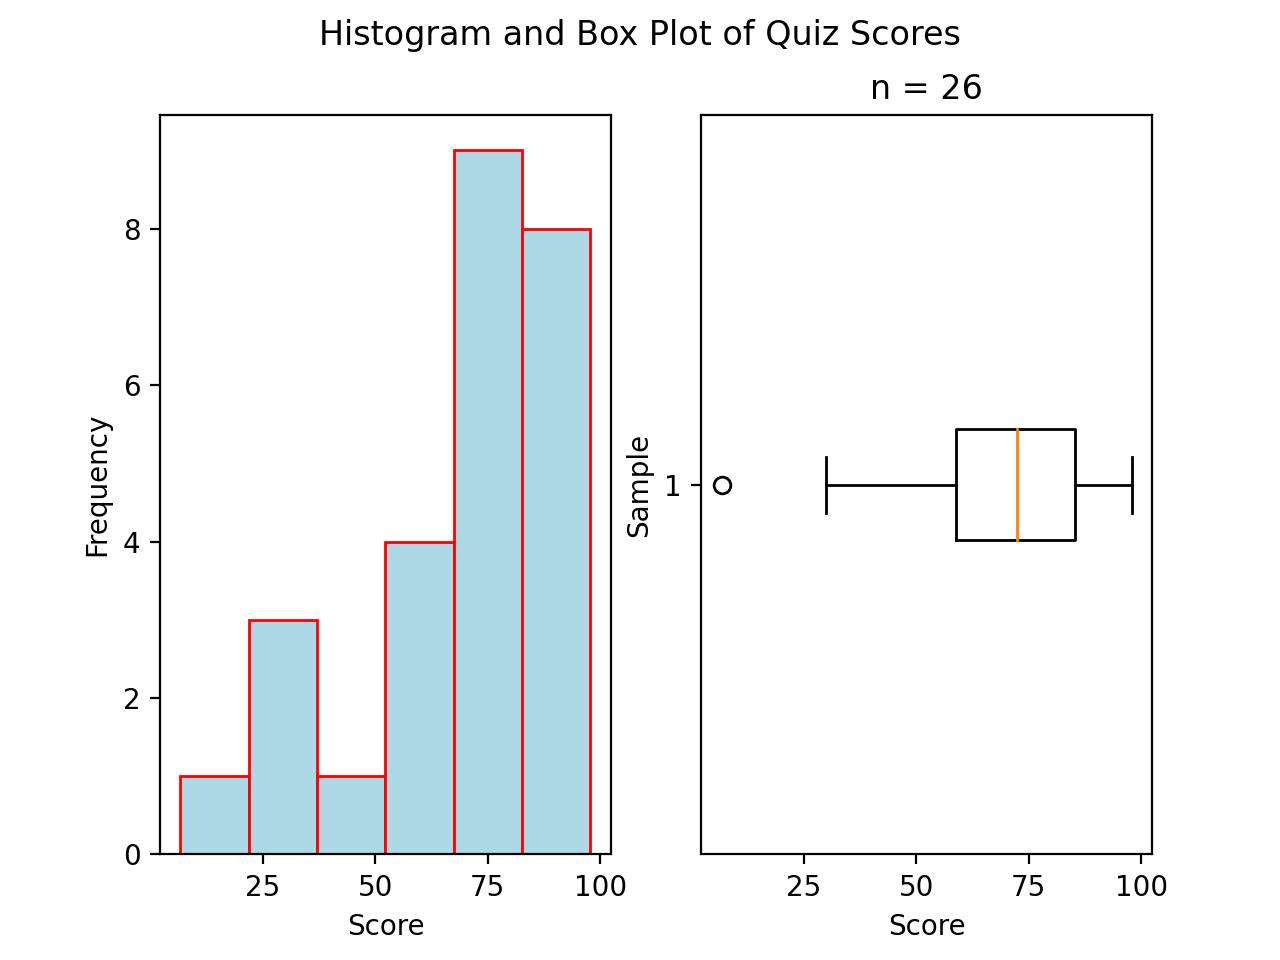 Histogram and Box Plot of Quiz Scores
Frequency
8
6
4
2
0
25 50 75 100
Score
n = 26
Sample
1
25 50 75 100
Score